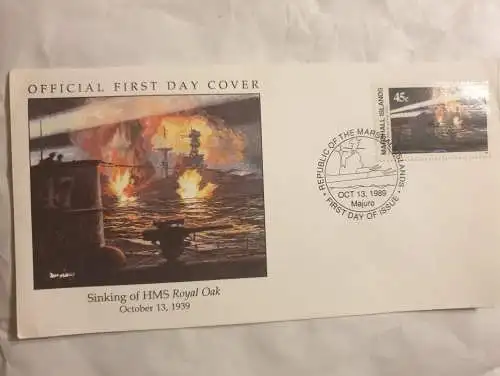 OFFICIAL FIRST DAY COVER
45c
MARSHALL ISLANDS
REPUBLIC OF THE MARSHALL ISLANDS
OCT 13, 1989
Majuro
FIRST DAY OF ISSUE
Sinking of HMS Royal Oak
October 13, 1939